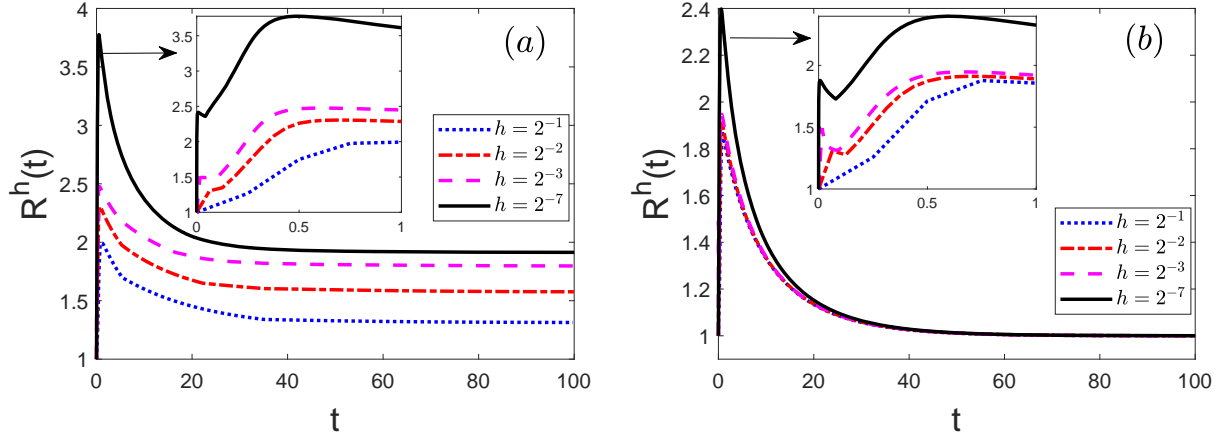 (a)
R^h(t)
4
3.5
3
2.5
2
1.5
1
0 20 40 60 80 100
t
3.5
3
2.5
2
1.5
1
0 0.5 1
h = 2^{-1}
h = 2^{-2}
h = 2^{-3}
h = 2^{-7}
(b)
R^h(t)
2.4
2.2
2
1.8
1.6
1.4
1.2
1
0 20 40 60 80 100
t
2
1.5
1
0 0.5 1
h = 2^{-1}
h = 2^{-2}
h = 2^{-3}
h = 2^{-7}